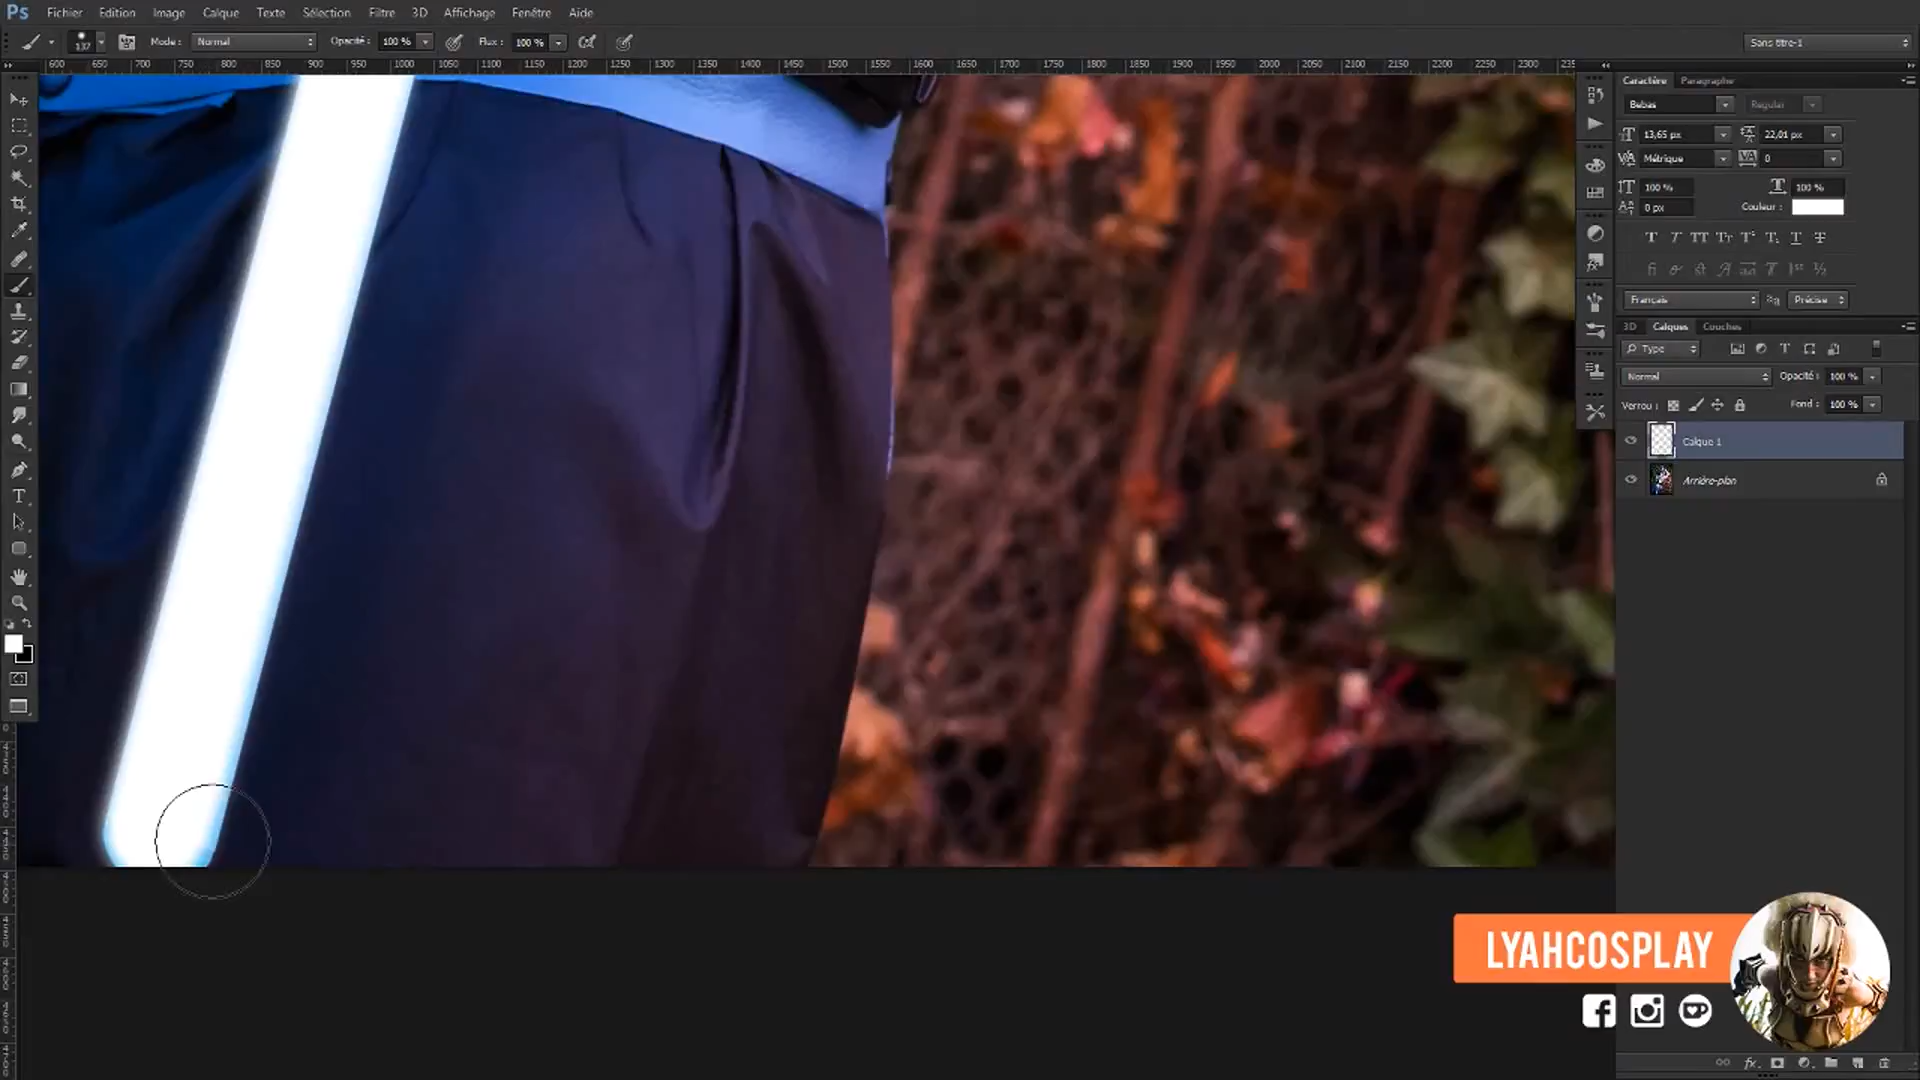 Ps Fichier Edition Image Calque Texte Sélection Filtre 3D Affichage Fenêtre Aide
137 Mode : Normal Opacité : 100 % Flux : 100 % Sans titre-1
600 650 700 750 800 850 900 950 1000 1050 1100 1150 1200 1250 1300 1350 1400 1450 1500 1550 1600 1650 1700 1750 1800 1850 1900 1950 2000 2050 2100 2150 2200 2250 2300 235
Caractère Paragraphe
Bebas Regular
13,65 px 22,01 px
Métrique 0
100 % 100 %
0 px Couleur :
Français Précise
3D Calques Couches
Type
Normal Opacité : 100 %
Verrou : Fond : 100 %
Calque 1
Arrière-plan
LYAHCOSPLAY